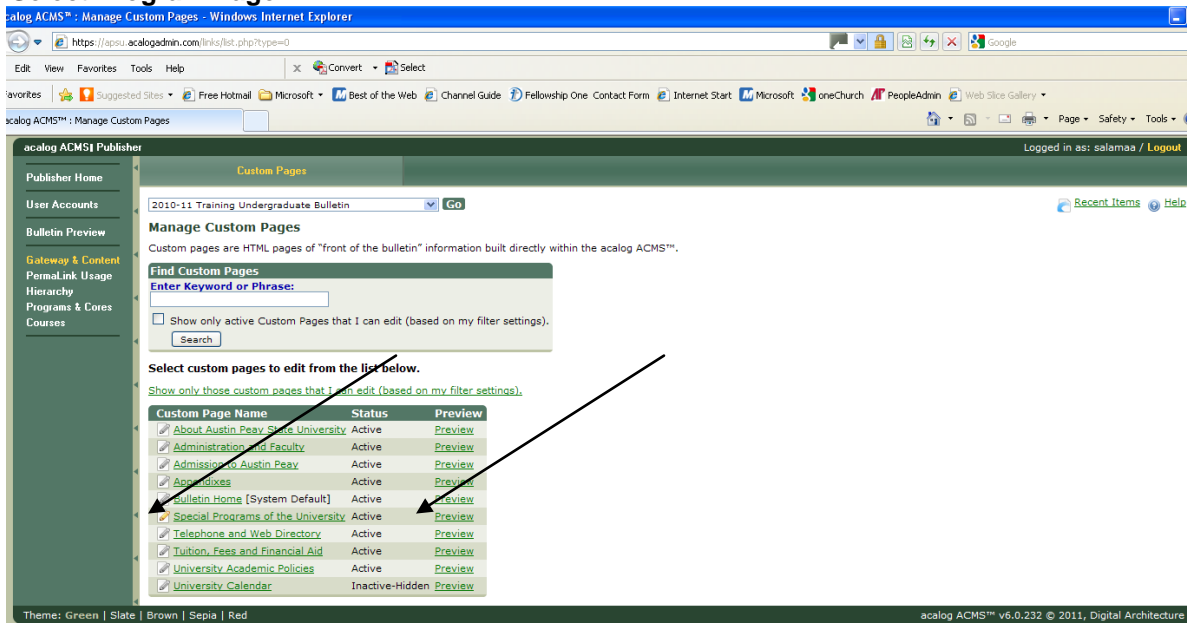 calog ACMS™ : Manage Custom Pages - Windows Internet Explorer
https://apsu.acalogadmin.com/links/list.php?type=0
Google
Edit View Favorites Tools Help x Convert Select
Suggested Sites Free Hotmail Microsoft Best of the Web Channel Guide Fellowship One Contact Form Internet Start Microsoft oneChurch PeopleAdmin Web Slice Gallery
acalog ACMS™ : Manage Custom Pages
Page Safety Tools
acalog ACMS Publisher
Logged in as: salamaa / Logout
Publisher Home
User Accounts
Bulletin Preview
Gateway & Content
PermaLink Usage
Hierarchy
Programs & Cores
Courses
Custom Pages
2010-11 Training Undergraduate Bulletin Go
Recent Items Help
Manage Custom Pages
Custom pages are HTML pages of "front of the bulletin" information built directly within the acalog ACMS™.
Find Custom Pages
Enter Keyword or Phrase:
Show only active Custom Pages that I can edit (based on my filter settings).
Search
Select custom pages to edit from the list below.
Show only those custom pages that I can edit (based on my filter settings).
Custom Page Name Status Preview
About Austin Peay State University Active Preview
Administration and Faculty Active Preview
Admission to Austin Peay Active Preview
Appendixes Active Preview
Bulletin Home [System Default] Active Preview
Special Programs of the University Active Preview
Telephone and Web Directory Active Preview
Tuition, Fees and Financial Aid Active Preview
University Academic Policies Active Preview
University Calendar Inactive-Hidden Preview
Theme: Green | Slate | Brown | Sepia | Red
acalog ACMS™ v6.0.232 © 2011, Digital Architecture